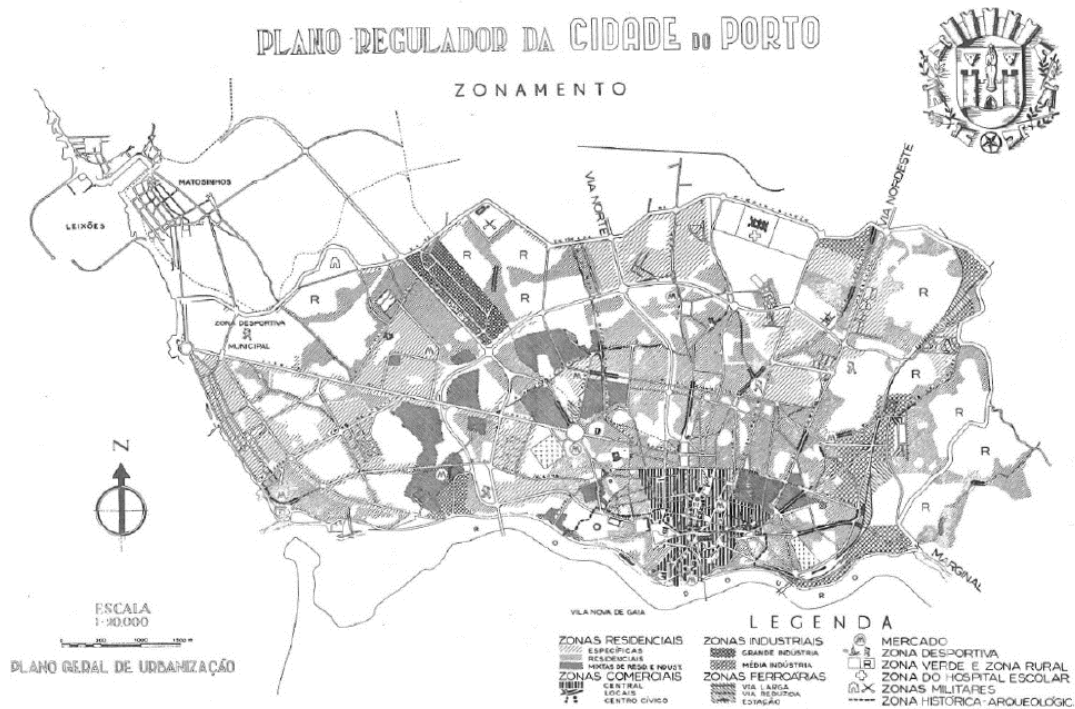 PLANO REGULADOR DA CIDADE DO PORTO
ZONAMENTO
MATOSINHOS
LEIXÕES
VIA NORTE
VIA NORDESTE
R
R
R
R
R
ZONA DESPORTIVA
MUNICIPAL
R
R
R
R
N
MARGINAL
ESCALA
1:20.000
PLANO GERAL DE URBANIZAÇÃO
VILA NOVA DE GAIA
LEGENDA
ZONAS RESIDENCIAIS
ESPECÍFICAS
RESIDENCIAIS
MIXTAS DE RESID. E INDUST.
ZONAS COMERCIAIS
CENTRAL
LOCAIS
CENTRO CÍVICO
ZONAS INDUSTRIAIS
GRANDE INDÚSTRIA
MÉDIA INDÚSTRIA
ZONAS FERROÁRIAS
VIA LARGA
VIA REDUZIDA
ESTAÇÃO
MERCADO
ZONA DESPORTIVA
ZONA VERDE E ZONA RURAL
ZONA DO HOSPITAL ESCOLAR
ZONAS MILITARES
ZONA HISTÓRICA-ARQUEOLÓGIC